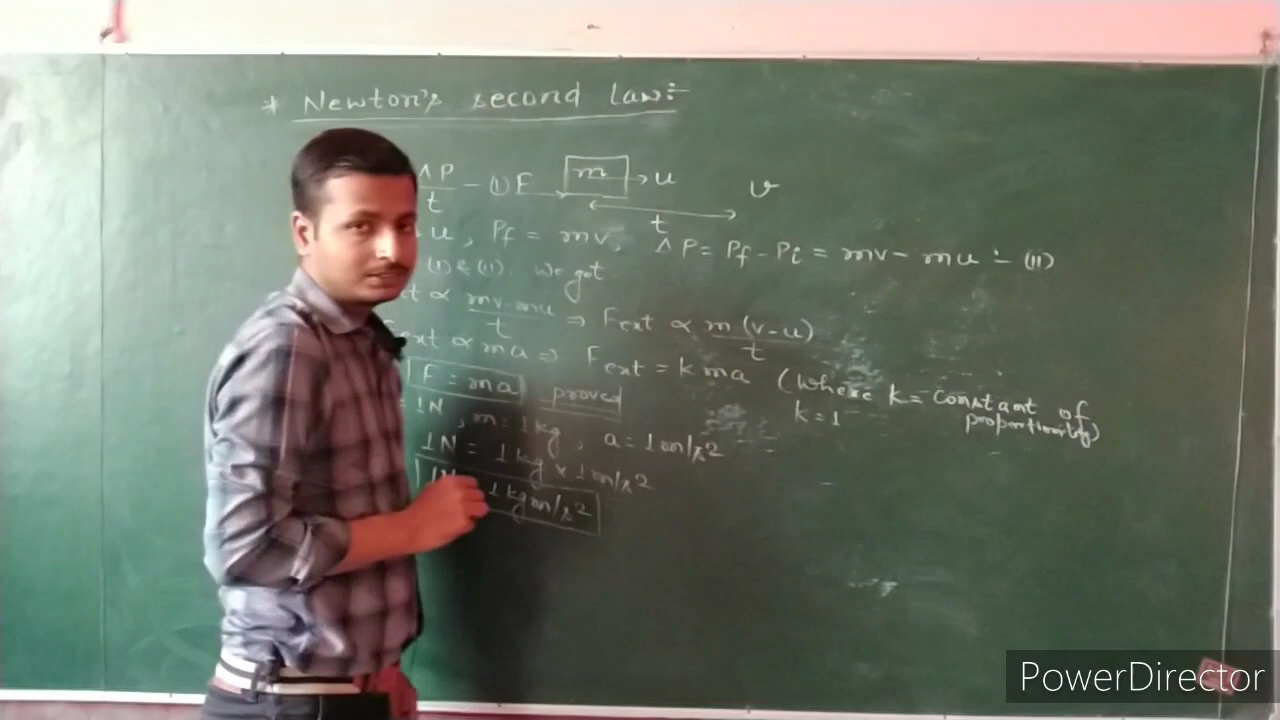 * Newton's second law:-
ΔP/t - (I) F → m → u v
t
u, Pf = mv, ΔP = Pf - Pi = mv - mu - (II)
(I) & (II). We get
ext ∝ mv-mu/t ⇒ Fext ∝ m(v-u)/t
Fext ∝ ma ⇒ Fext = kma (Where k = Constant of proportionality)
k = 1
F = ma proved
1N, m = 1kg, a = 1m/s2
1N = 1kg x 1m/s2
1N = 1kgm/s2
PowerDirector